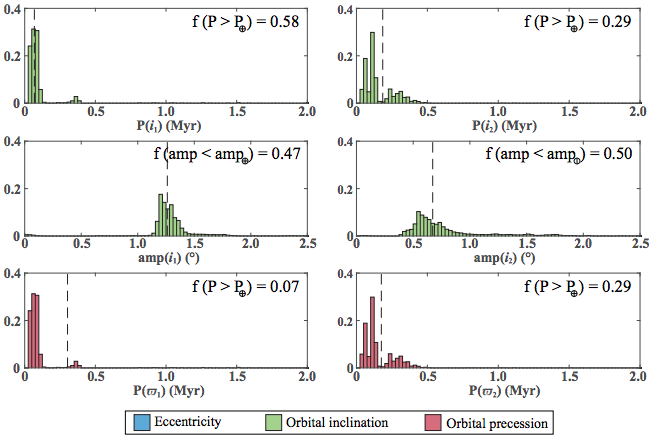 0.4 f (P > P⊕) = 0.58 0.4 f (P > P⊕) = 0.29
0.2 0.2
0 0
0.5 1.0 1.5 2.0 0 0.5 1.0 1.5 2.0
P(i₁) (Myr) P(i₂) (Myr)
0.4 f (amp < amp⊕) = 0.47 0.4 f (amp < amp⊕) = 0.50
0.2 0.2
0 0
0 0.5 1.0 1.5 2.0 2.5 0 0.5 1.0 1.5 2.0 2.5
amp(i₁) (°) amp(i₂) (°)
0.4 f (P > P⊕) = 0.07 0.4 f (P > P⊕) = 0.29
0.2 0.2
0 0
0 0.5 1.0 1.5 2.0 0 0.5 1.0 1.5 2.0
P(ϖ₁) (Myr) P(ϖ₂) (Myr)
Eccentricity Orbital inclination Orbital precession